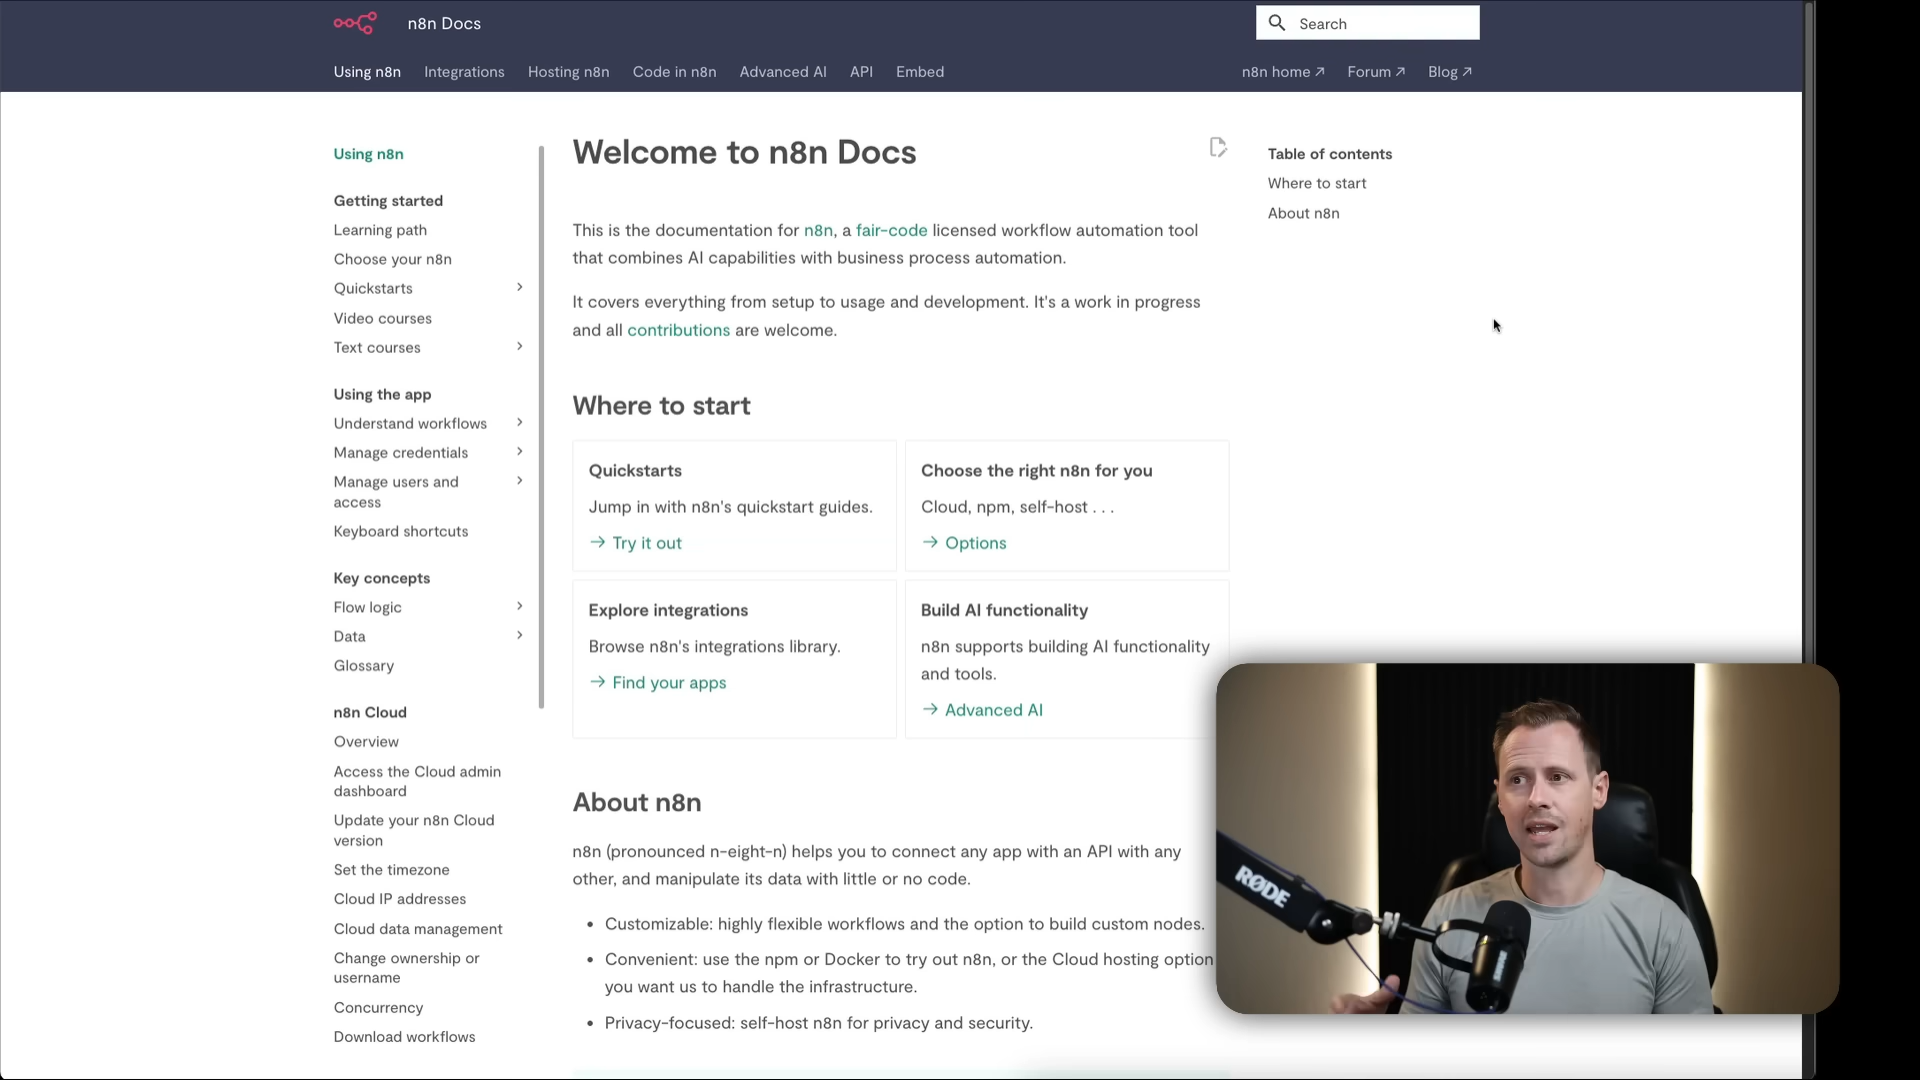 n8n Docs
Search
Using n8n Integrations Hosting n8n Code in n8n Advanced AI API Embed n8n home ↗ Forum ↗ Blog ↗
Using n8n
Getting started
Learning path
Choose your n8n
Quickstarts
Video courses
Text courses
Using the app
Understand workflows
Manage credentials
Manage users and
access
Keyboard shortcuts
Key concepts
Flow logic
Data
Glossary
n8n Cloud
Overview
Access the Cloud admin
dashboard
Update your n8n Cloud
version
Set the timezone
Cloud IP addresses
Cloud data management
Change ownership or
username
Concurrency
Download workflows
Welcome to n8n Docs
This is the documentation for n8n, a fair-code licensed workflow automation tool
that combines AI capabilities with business process automation.
It covers everything from setup to usage and development. It's a work in progress
and all contributions are welcome.
Where to start
Quickstarts
Jump in with n8n's quickstart guides.
→ Try it out
Choose the right n8n for you
Cloud, npm, self-host . . .
→ Options
Explore integrations
Browse n8n's integrations library.
→ Find your apps
Build AI functionality
n8n supports building AI functionality
and tools.
→ Advanced AI
About n8n
n8n (pronounced n-eight-n) helps you to connect any app with an API with any
other, and manipulate its data with little or no code.
• Customizable: highly flexible workflows and the option to build custom nodes.
• Convenient: use the npm or Docker to try out n8n, or the Cloud hosting option
you want us to handle the infrastructure.
• Privacy-focused: self-host n8n for privacy and security.
Table of contents
Where to start
About n8n
RØDE